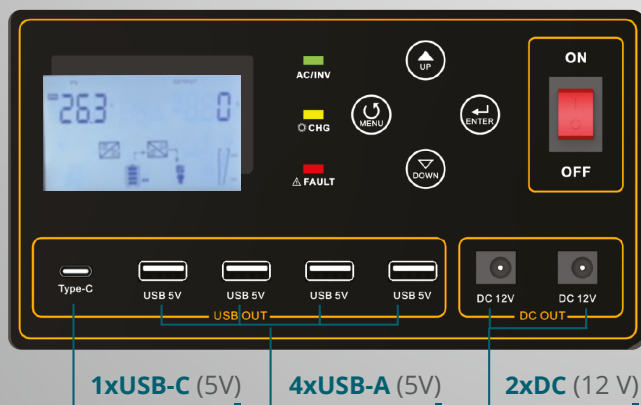 26.3
0
AC/INV
CHG
FAULT
UP
MENU
ENTER
DOWN
ON
OFF
Type-C
USB 5V
USB 5V
USB 5V
USB 5V
USB OUT
DC 12V
DC 12V
DC OUT
1xUSB-C (5V)
4xUSB-A (5V)
2xDC (12 V)